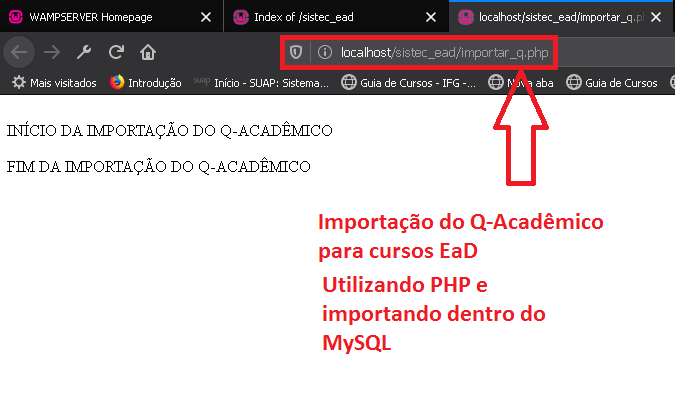 WAMPSERVER Homepage
Index of /sistec_ead
localhost/sistec_ead/importar_q.p
localhost/sistec_ead/importar_q.php
Mais visitados
Introdução
suap
Início - SUAP: Sistema...
Guia de Cursos - IFG -...
Nova aba
Guia de Cursos
INÍCIO DA IMPORTAÇÃO DO Q-ACADÊMICO
FIM DA IMPORTAÇÃO DO Q-ACADÊMICO
Importação do Q-Acadêmico
para cursos EaD
Utilizando PHP e
importando dentro do
MySQL